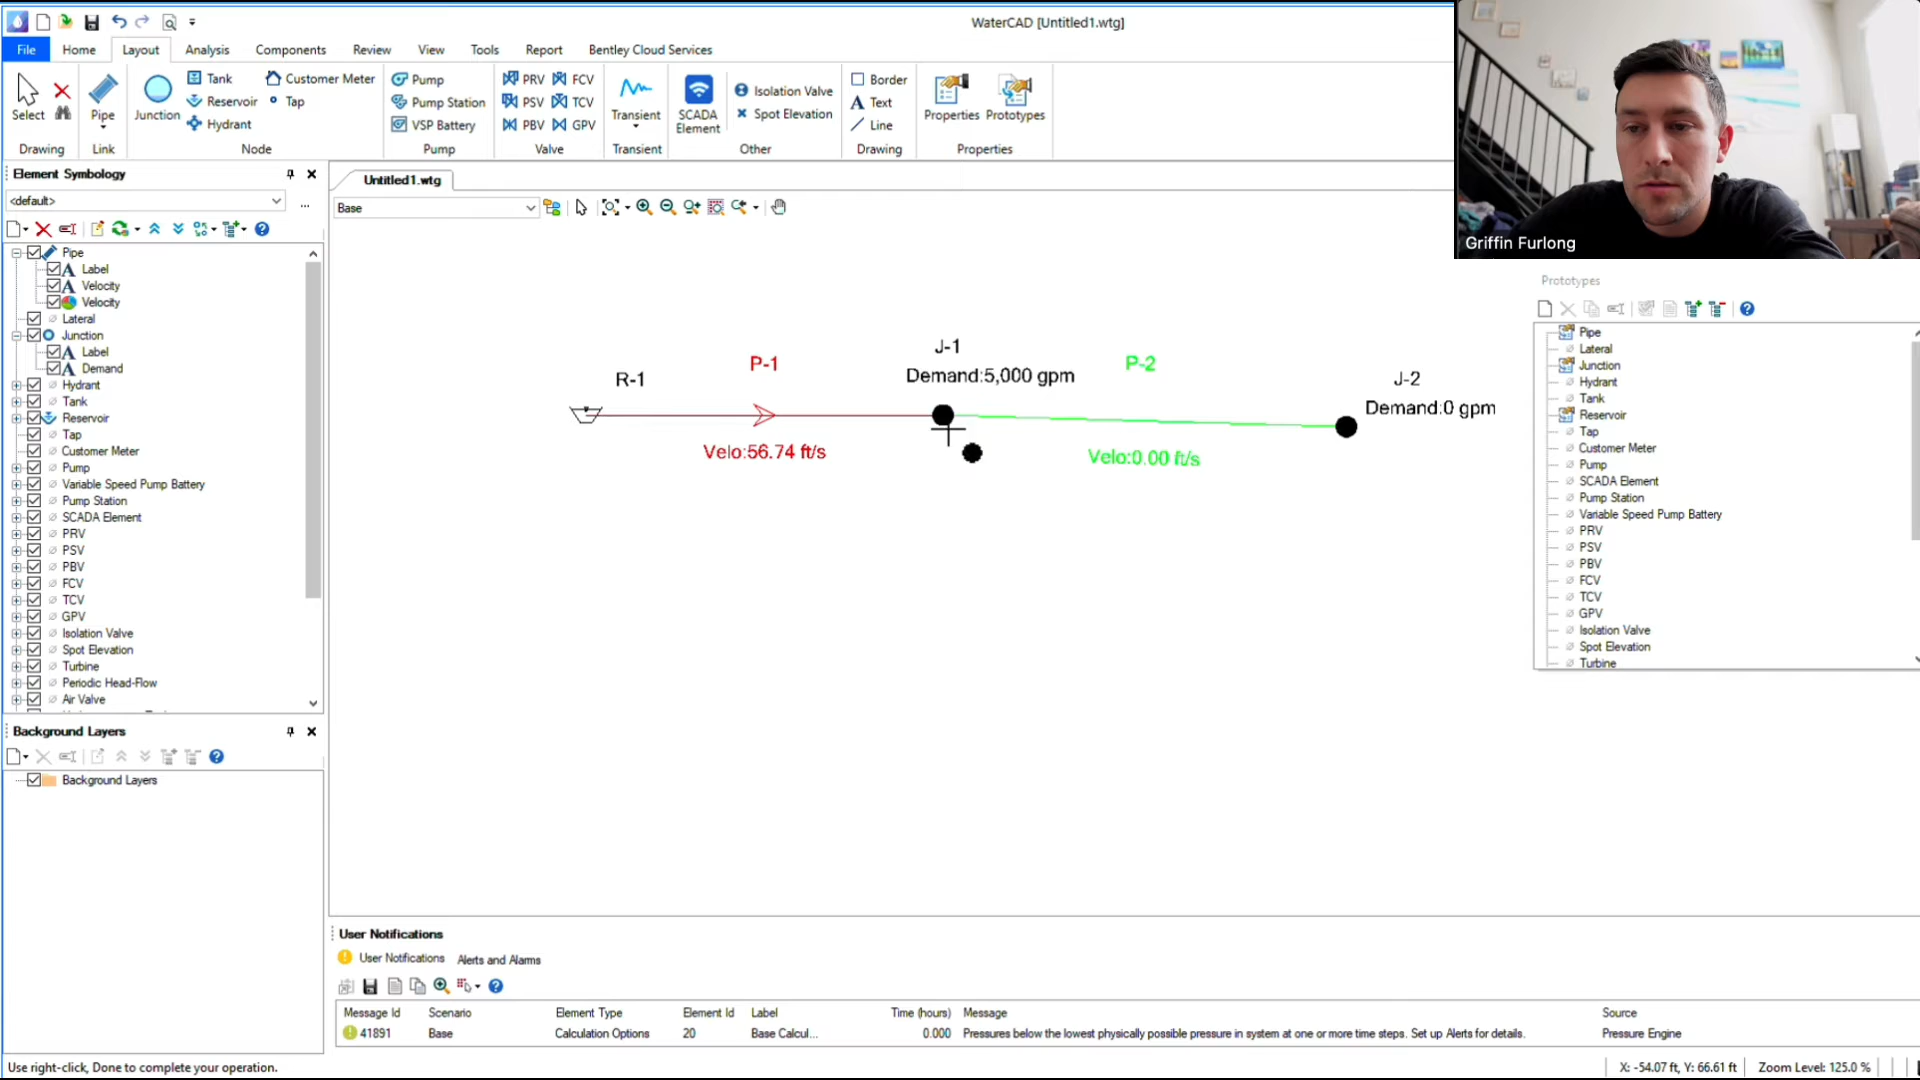 WaterCAD [Untitled1.wtg]
File Home Layout Analysis Components Review View Tools Report Bentley Cloud Services
Select
Drawing
Pipe
Link
Junction
Tank
Reservoir
Hydrant
Customer Meter
Tap
Node
Pump
Pump Station
VSP Battery
Pump
PRV FCV
PSV TCV
PBV GPV
Valve
Transient
Transient
SCADA
Element
Isolation Valve
Spot Elevation
Other
Border
Text
Line
Drawing
Properties
Prototypes
Properties
Griffin Furlong
Element Symbology
<default>
...
Pipe
Label
Velocity
Velocity
Lateral
Junction
Label
Demand
Hydrant
Tank
Reservoir
Tap
Customer Meter
Pump
Variable Speed Pump Battery
Pump Station
SCADA Element
PRV
PSV
PBV
FCV
TCV
GPV
Isolation Valve
Spot Elevation
Turbine
Periodic Head-Flow
Air Valve
Background Layers
Background Layers
Untitled1.wtg
Base
R-1
P-1
Velo:56.74 ft/s
J-1
Demand:5,000 gpm
P-2
Velo:0.00 ft/s
J-2
Demand:0 gpm
Prototypes
Pipe
Lateral
Junction
Hydrant
Tank
Reservoir
Tap
Customer Meter
Pump
SCADA Element
Pump Station
Variable Speed Pump Battery
PRV
PSV
PBV
FCV
TCV
GPV
Isolation Valve
Spot Elevation
Turbine
User Notifications
User Notifications Alerts and Alarms
Message Id Scenario Element Type Element Id Label Time (hours) Message Source
41891 Base Calculation Options 20 Base Calcul... 0.000 Pressures below the lowest physically possible pressure in system at one or more time steps. Set up Alerts for details. Pressure Engine
Use right-click, Done to complete your operation.
X: -54.07 ft, Y: 66.61 ft Zoom Level: 125.0 %